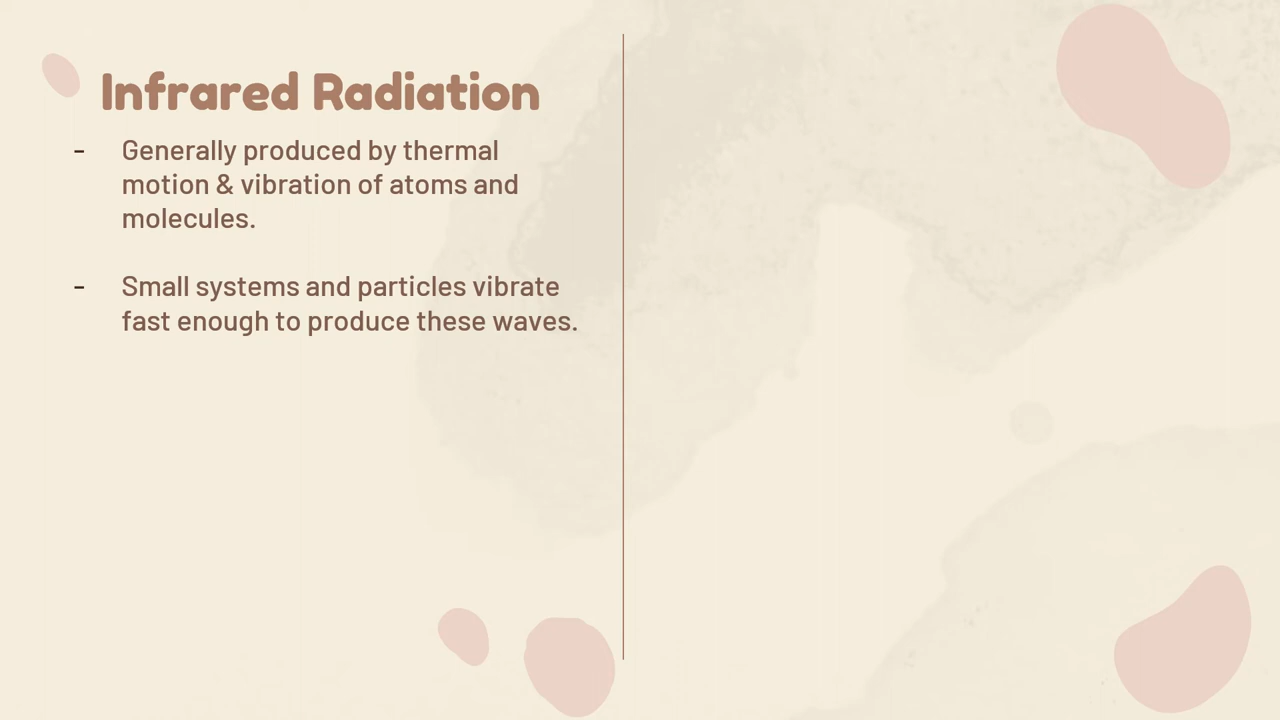 Infrared Radiation
- Generally produced by thermal
motion & vibration of atoms and
molecules.
- Small systems and particles vibrate
fast enough to produce these waves.